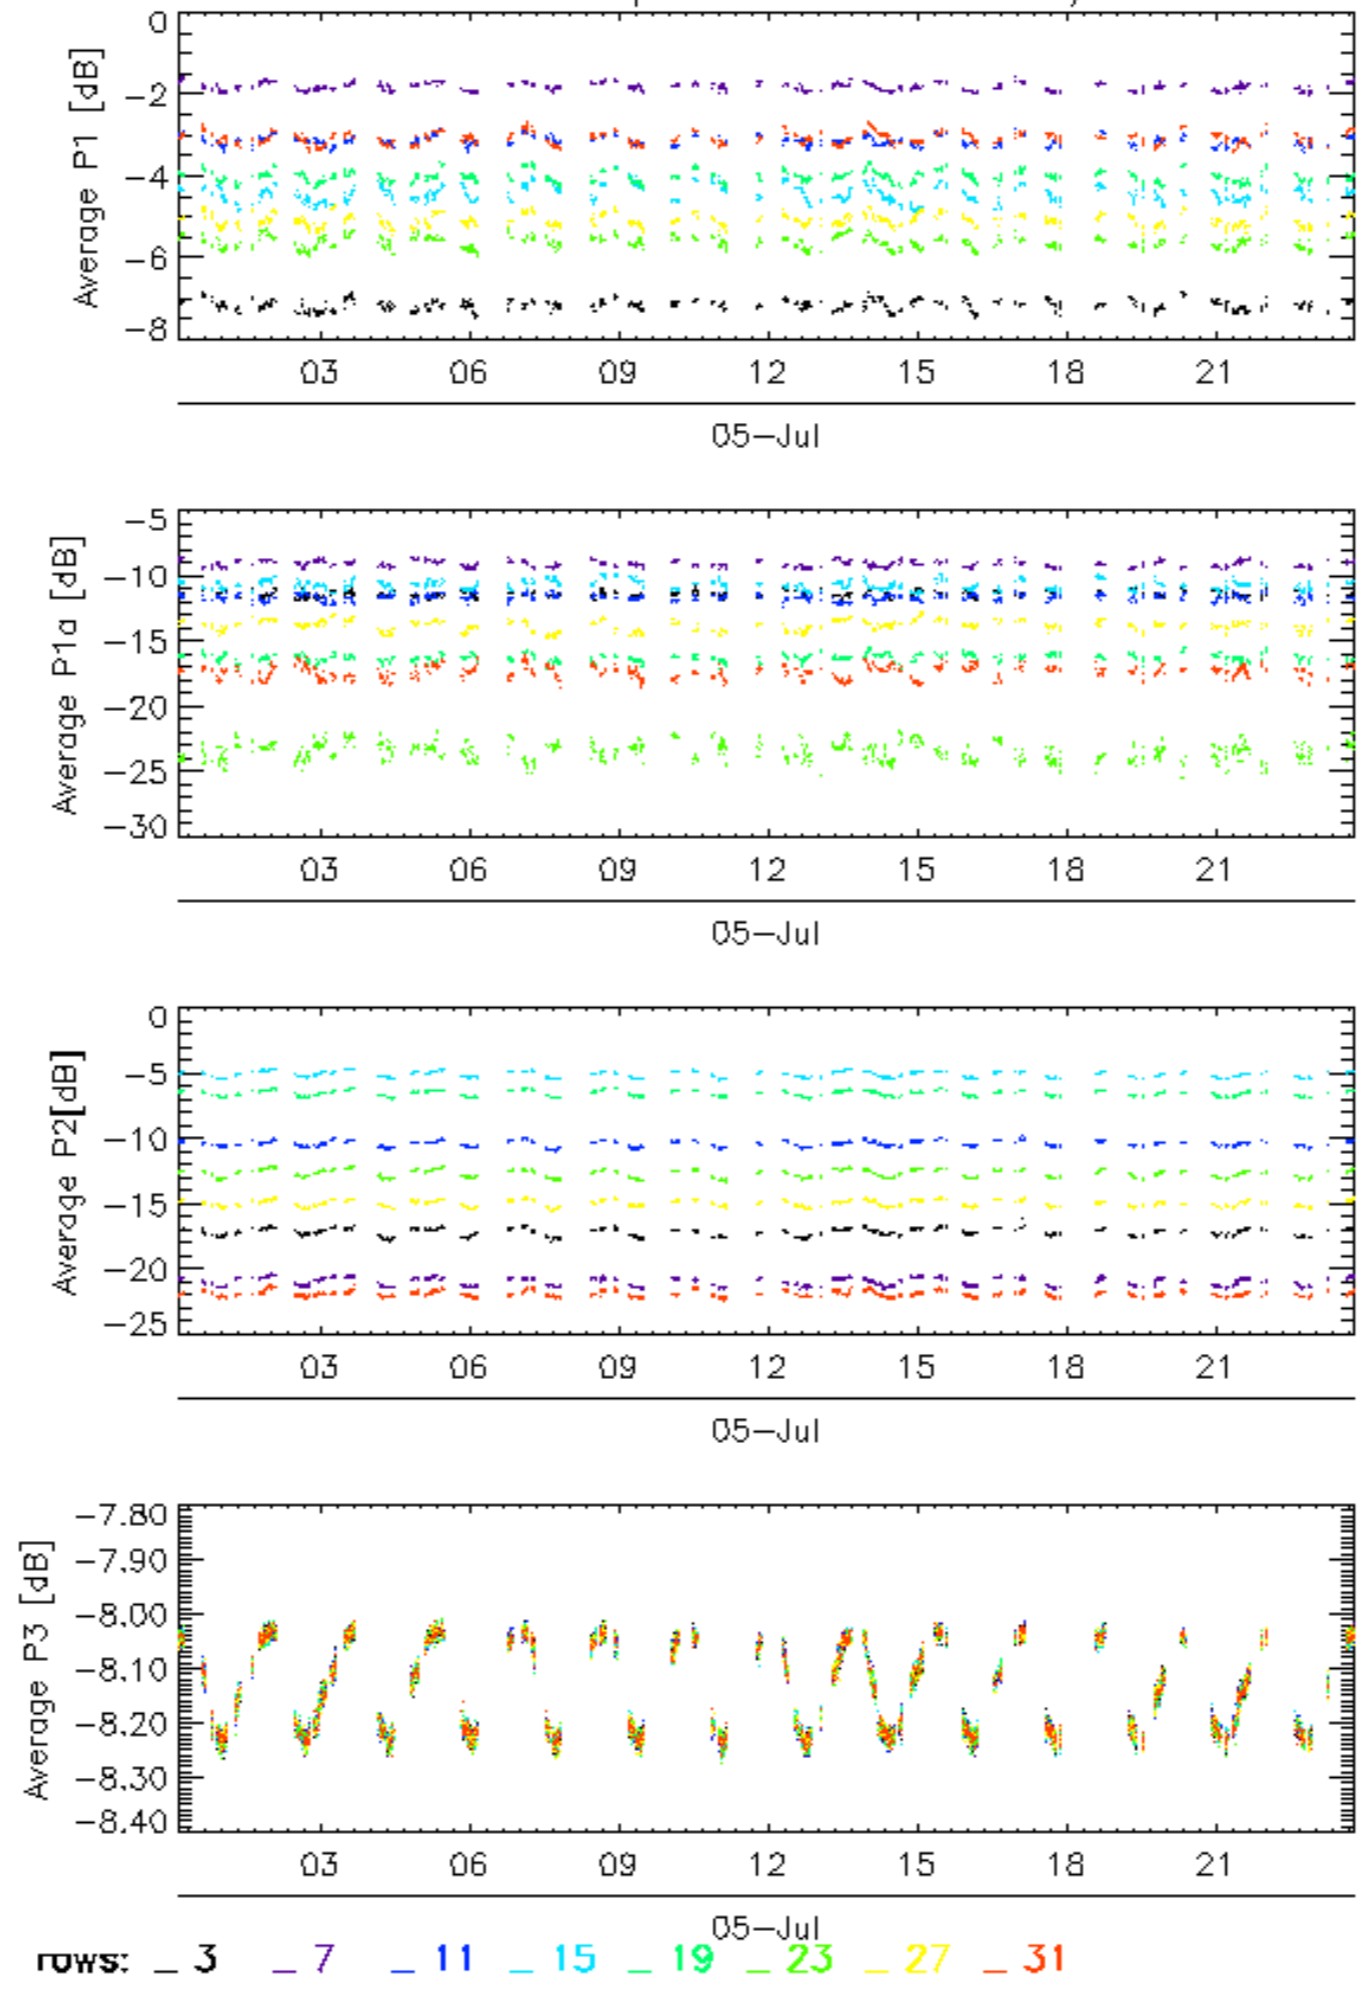 0
-2
-4
-6
-8
Average P1 [dB]
03 06 09 12 15 18 21
05-Jul
-5
-10
-15
-20
-25
-30
Average P1a [dB]
03 06 09 12 15 18 21
05-Jul
0
-5
-10
-15
-20
-25
Average P2[dB]
03 06 09 12 15 18 21
05-Jul
-7.80
-7.90
-8.00
-8.10
-8.20
-8.30
-8.40
Average P3 [dB]
03 06 09 12 15 18 21
05-Jul
rows: _ 3 _ 7 _ 11 _ 15 _ 19 _ 23 _ 27 _ 31